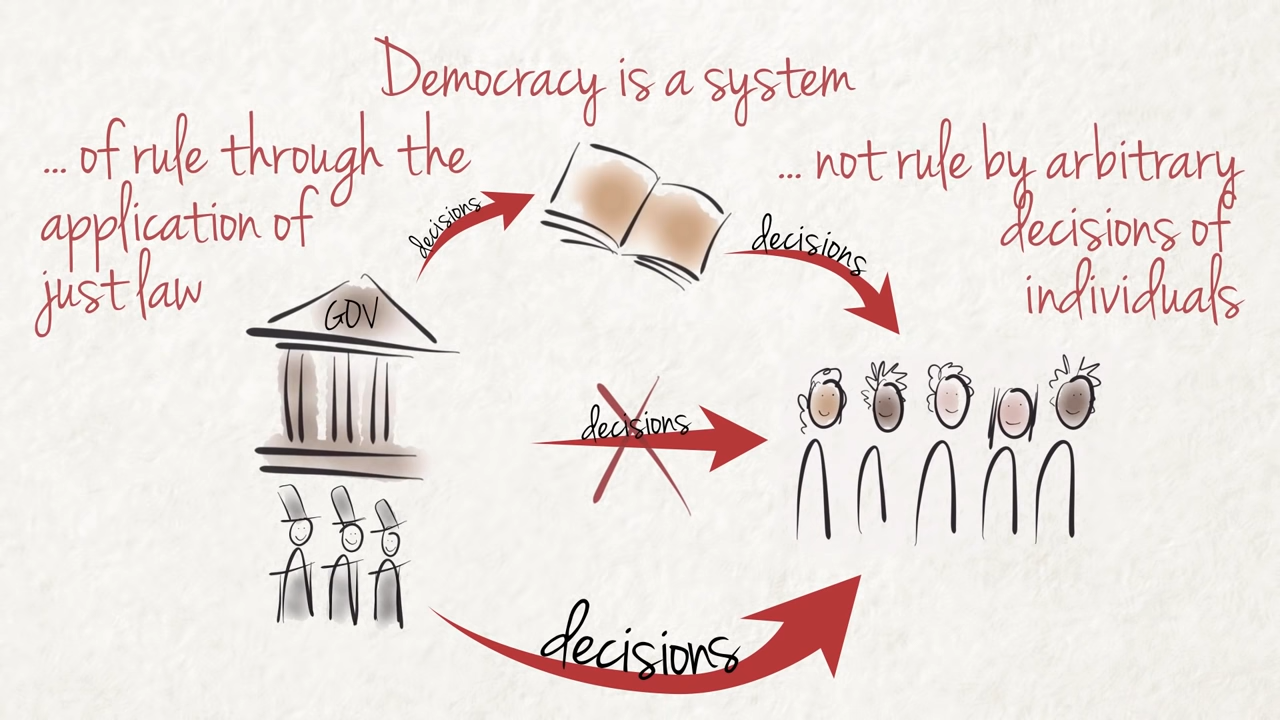 Democracy is a system
... of rule through the
application of
just law
... not rule by arbitrary
decisions of
individuals
decisions
decisions
GOV
decisions
decisions